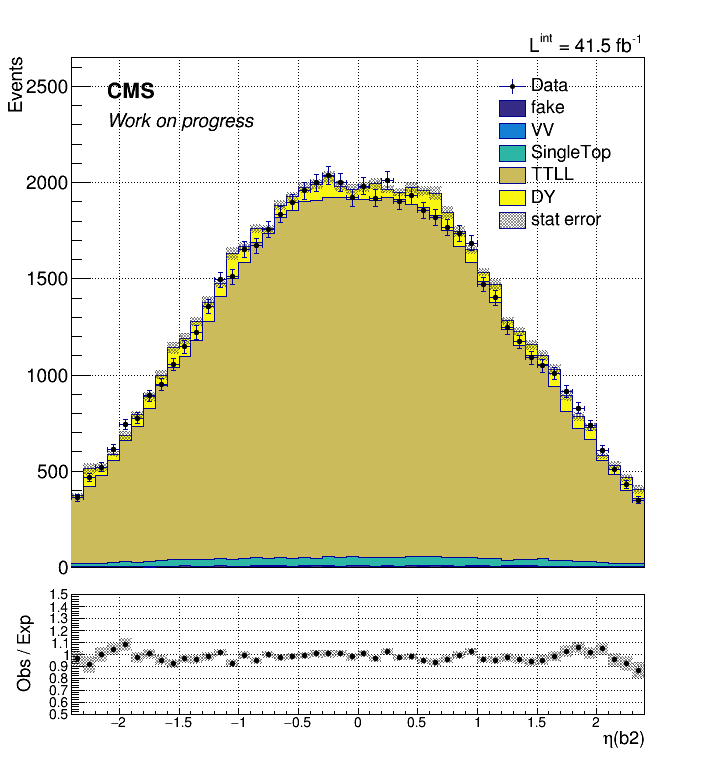 L^int = 41.5 fb^-1
Events
2500
2000
1500
1000
500
0
CMS
Work on progress
Data
fake
VV
SingleTop
TTLL
DY
stat error
Obs / Exp
1.5
1.4
1.3
1.2
1.1
1
0.9
0.8
0.7
0.6
0.5
−2 −1.5 −1 −0.5 0 0.5 1 1.5 2
η(b2)